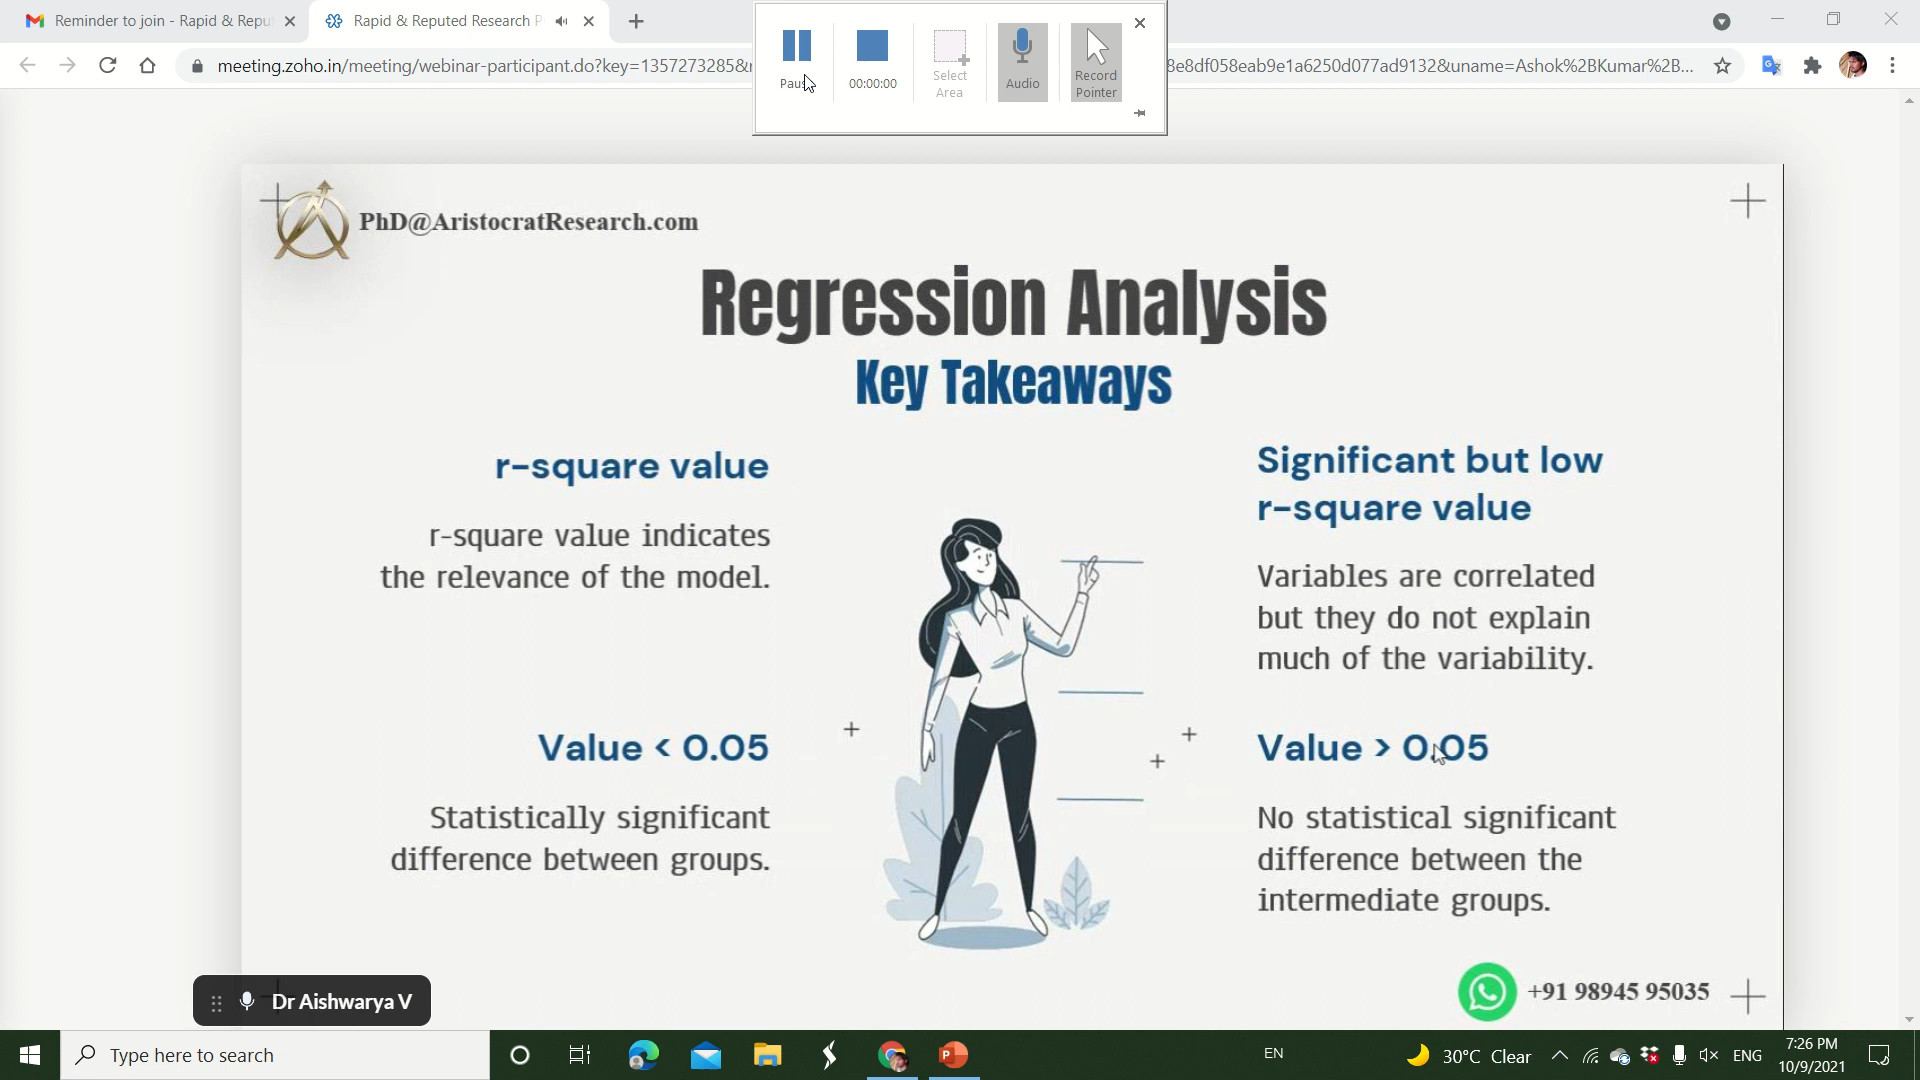 Reminder to join - Rapid & Repu
Rapid & Reputed Research P
meeting.zoho.in/meeting/webinar-participant.do?key=1357273285&
8e8df058eab9e1a6250d077ad9132&uname=Ashok%2BKumar%2B...
00:00:00
Select
Area
Audio
Record
Pointer
PhD@AristocratResearch.com
Regression Analysis
Key Takeaways
r-square value
r-square value indicates
the relevance of the model.
Significant but low
r-square value
Variables are correlated
but they do not explain
much of the variability.
Value < 0.05
Statistically significant
difference between groups.
Value > 0.05
No statistical significant
difference between the
intermediate groups.
+91 98945 95035
Dr Aishwarya V
Type here to search
EN
30°C Clear
ENG
7:26 PM
10/9/2021